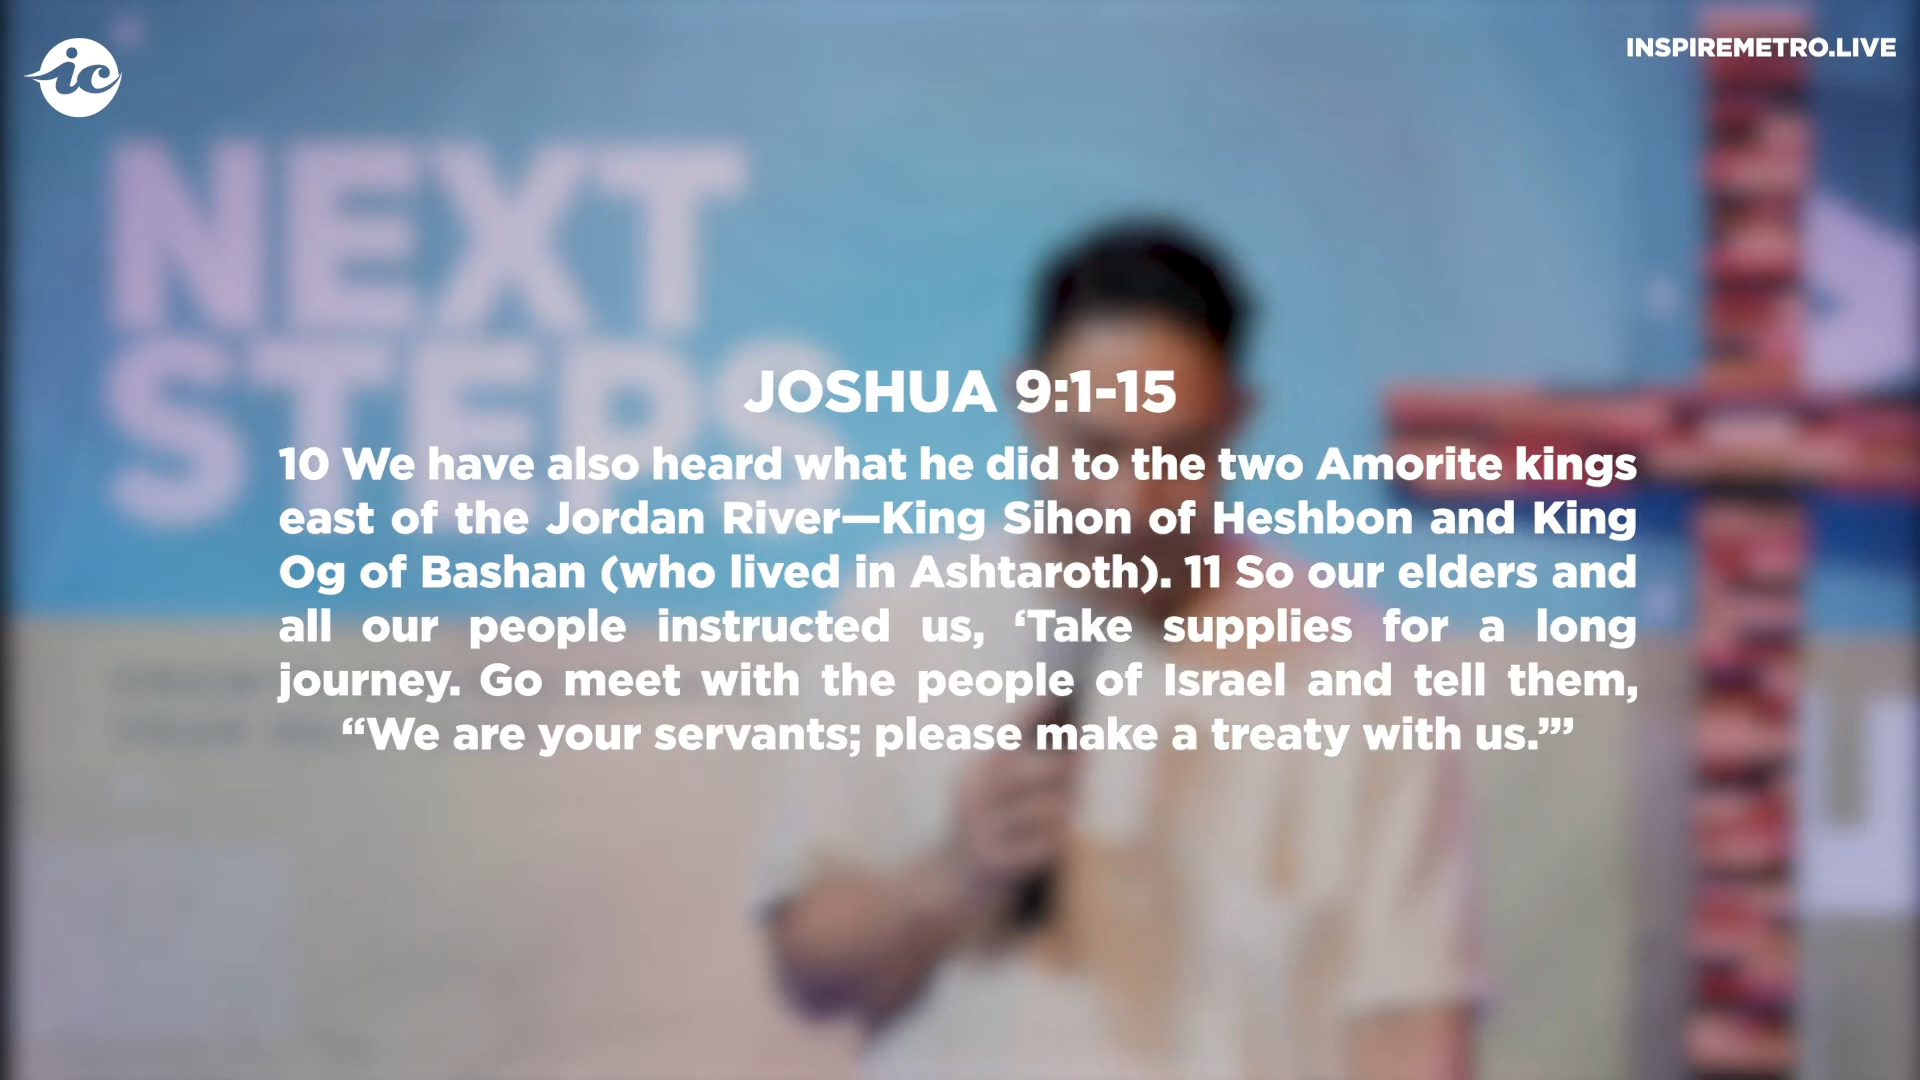 ic
INSPIREMETRO.LIVE
NEXT
STEPS
JOSHUA 9:1-15
10 We have also heard what he did to the two Amorite kings
east of the Jordan River—King Sihon of Heshbon and King
Og of Bashan (who lived in Ashtaroth). 11 So our elders and
all our people instructed us, ‘Take supplies for a long
journey. Go meet with the people of Israel and tell them,
“We are your servants; please make a treaty with us.”’